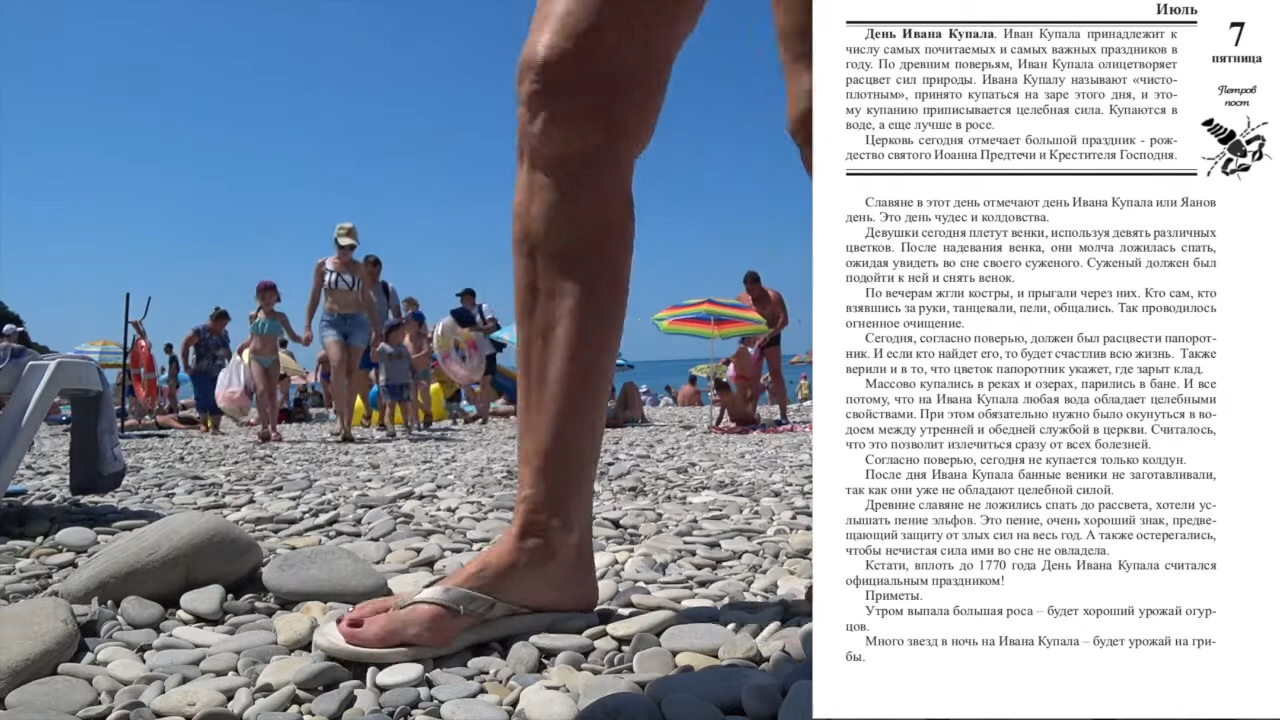 Июль
7
пятница
Петров
пост
День Ивана Купала. Иван Купала принадлежит к
числу самых почитаемых и самых важных праздников в
году. По древним поверьям, Иван Купала олицетворяет
расцвет сил природы. Ивана Купалу называют «чисто-
плотным», принято купаться на заре этого дня, и это-
му купанию приписывается целебная сила. Купаются в
воде, а еще лучше в росе.
Церковь сегодня отмечает большой праздник - рож-
дество святого Иоанна Предтечи и Крестителя Господня.
Славяне в этот день отмечают день Ивана Купала или Яанов
день. Это день чудес и колдовства.
Девушки сегодня плетут венки, используя девять различных
цветков. После надевания венка, они молча ложилась спать,
ожидая увидеть во сне своего суженого. Суженый должен был
подойти к ней и снять венок.
По вечерам жгли костры, и прыгали через них. Кто сам, кто
взявшись за руки, танцевали, пели, общались. Так проводилось
огненное очищение.
Сегодня, согласно поверью, должен был расцвести папорот-
ник. И если кто найдет его, то будет счастлив всю жизнь. Также
верили и в то, что цветок папоротник укажет, где зарыт клад.
Массово купались в реках и озерах, парились в бане. И все
потому, что на Ивана Купала любая вода обладает целебными
свойствами. При этом обязательно нужно было окунуться в во-
доем между утренней и обедней службой в церкви. Считалось,
что это позволит излечиться сразу от всех болезней.
Согласно поверью, сегодня не купается только колдун.
После дня Ивана Купала банные веники не заготавливали,
так как они уже не обладают целебной силой.
Древние славяне не ложились спать до рассвета, хотели ус-
лышать пение эльфов. Это пение, очень хороший знак, предве-
щающий защиту от злых сил на весь год. А также остерегались,
чтобы нечистая сила ими во сне не овладела.
Кстати, вплоть до 1770 года День Ивана Купала считался
официальным праздником!
Приметы.
Утром выпала большая роса – будет хороший урожай огур-
цов.
Много звезд в ночь на Ивана Купала – будет урожай на гри-
бы.